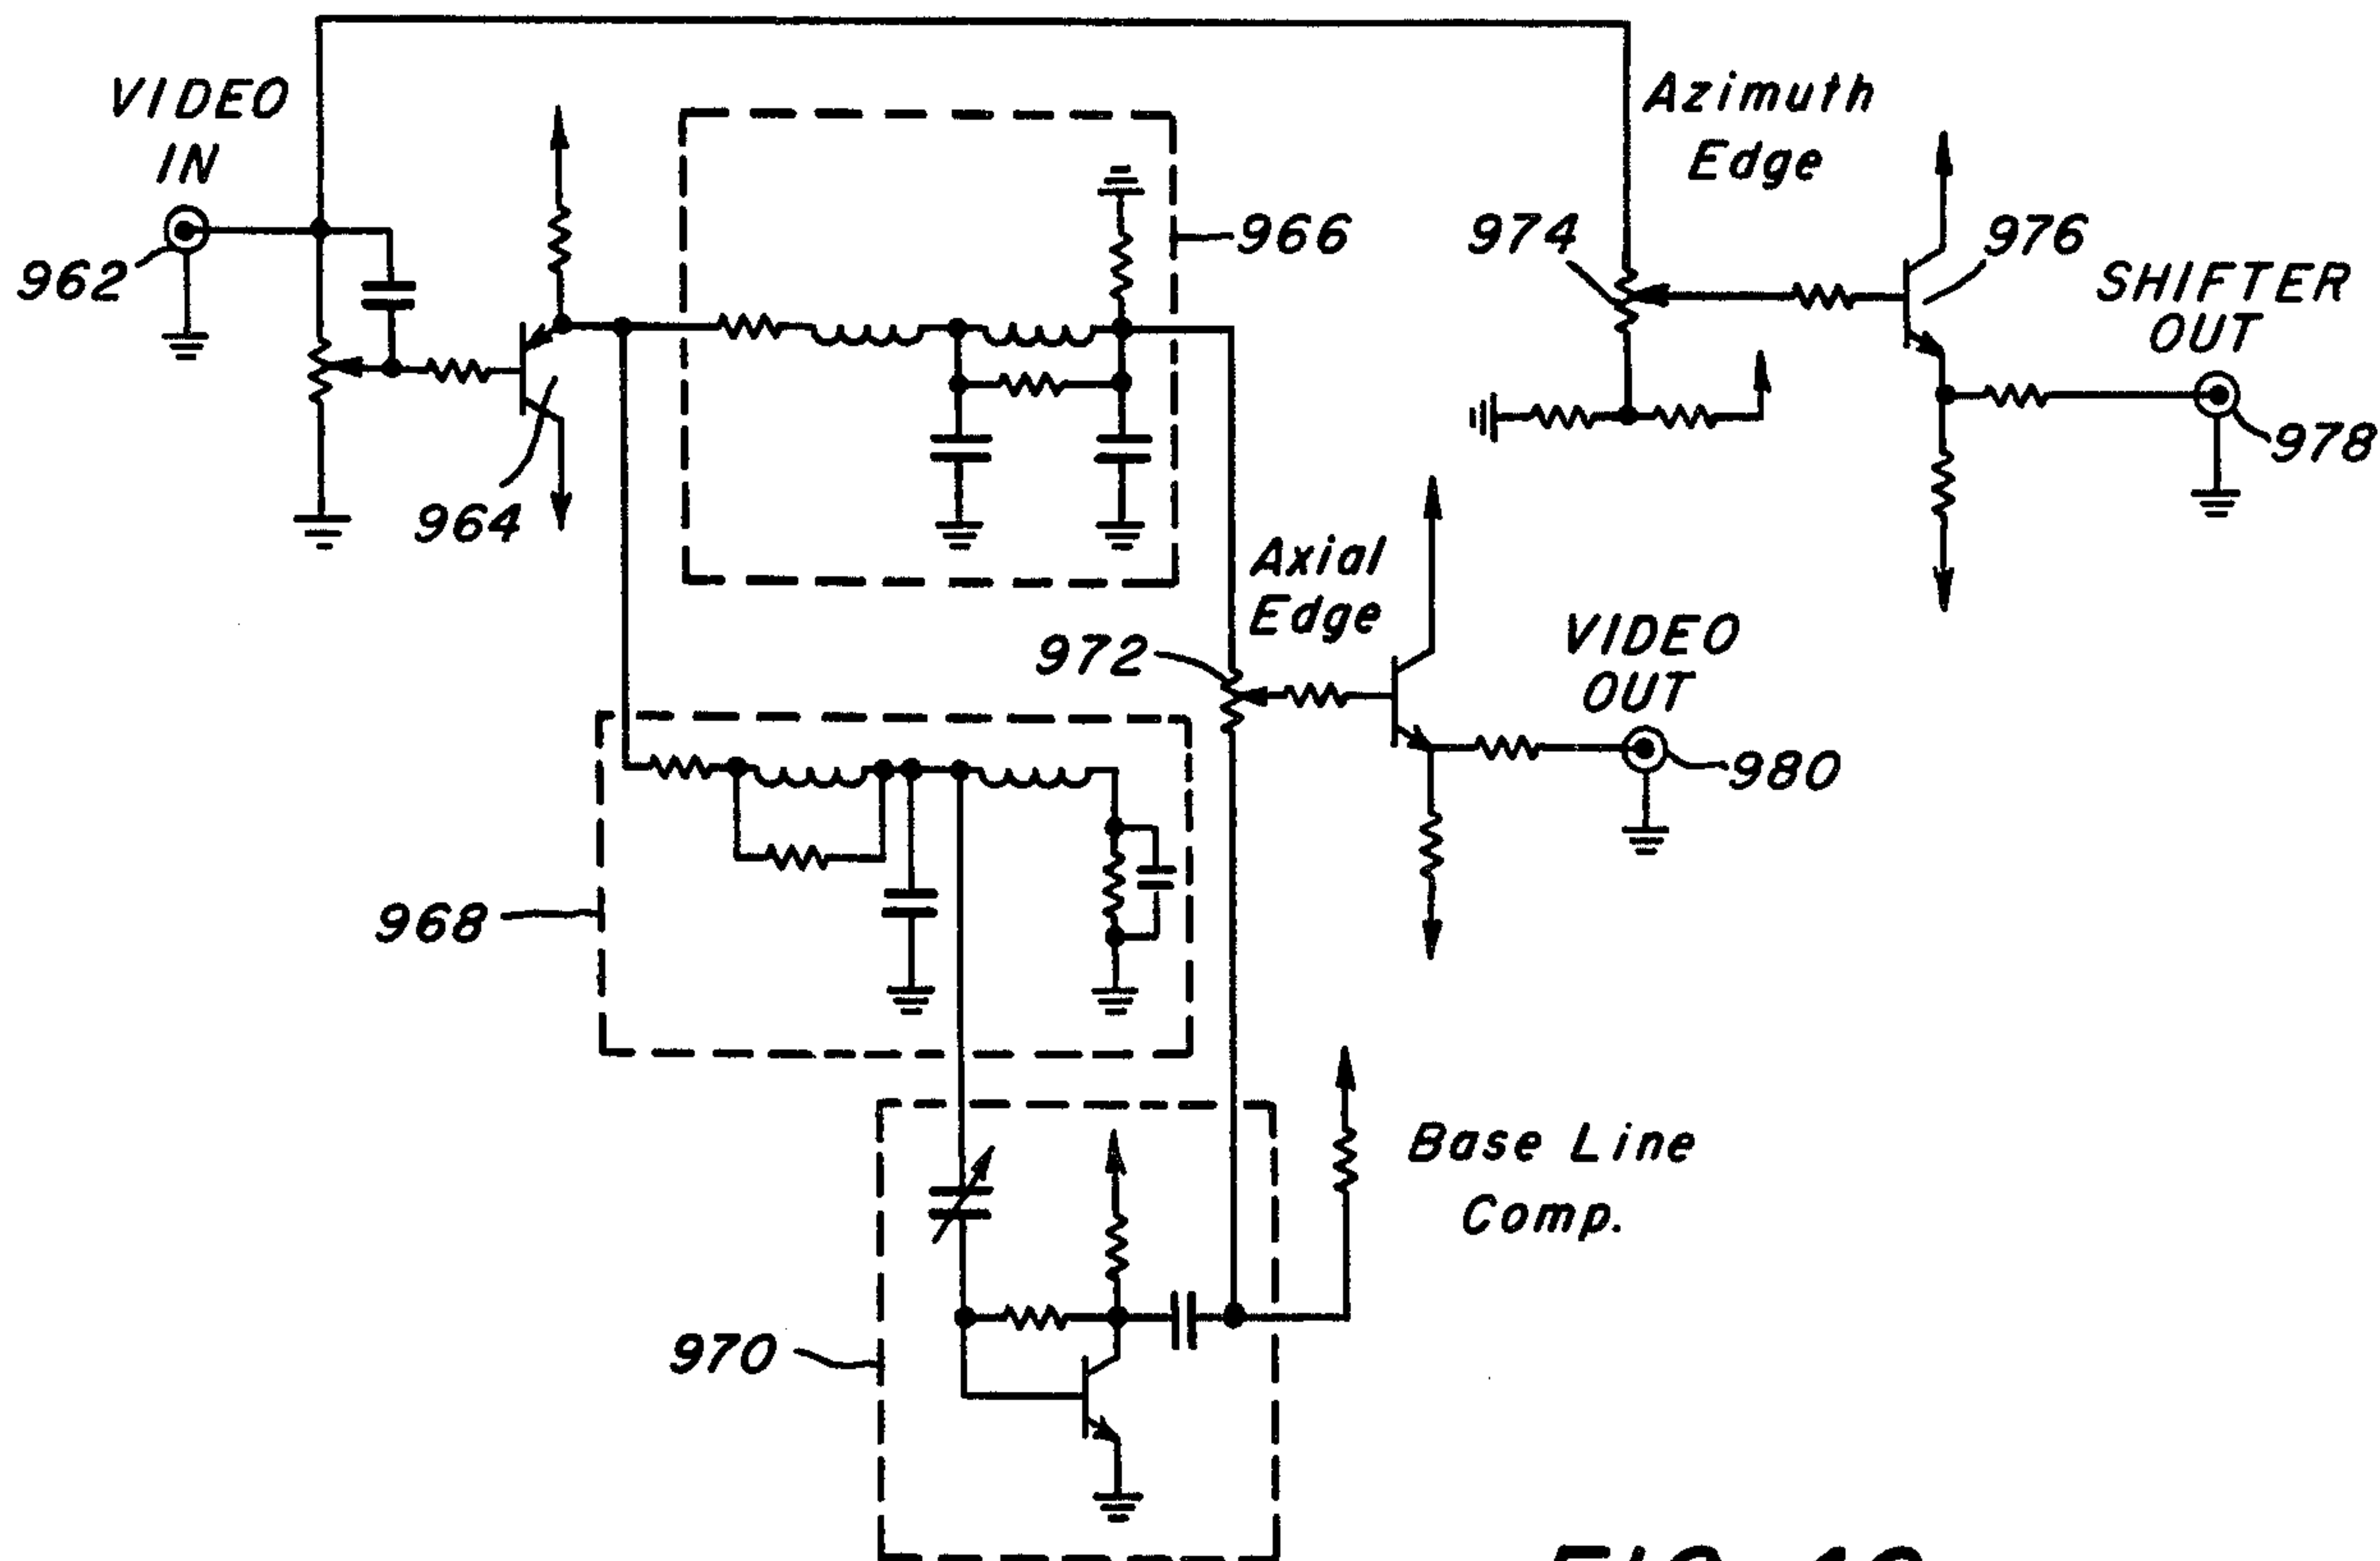 VIDEO
IN
962
964
966
Azimuth
Edge
974
976
SHIFTER
OUT
978
Axial
Edge
972
VIDEO
OUT
980
968
Base Line
Comp.
970